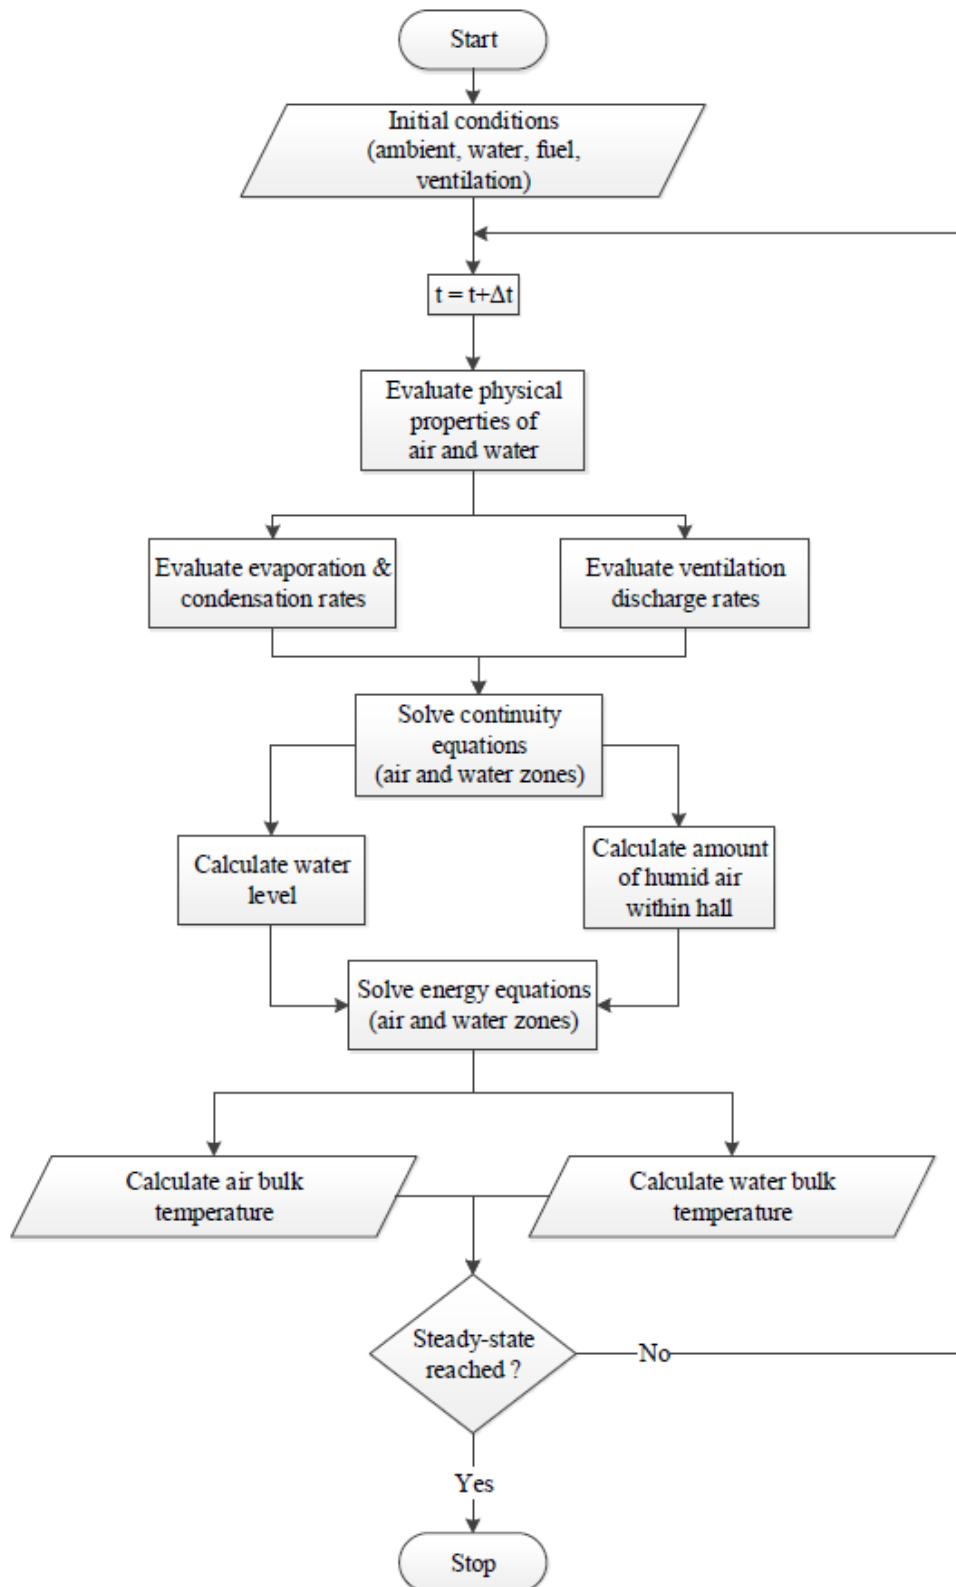 Start
Initial conditions
(ambient, water, fuel,
ventilation)
t = t+Δt
Evaluate physical
properties of
air and water
Evaluate evaporation &
condensation rates
Evaluate ventilation
discharge rates
Solve continuity
equations
(air and water zones)
Calculate water
level
Calculate amount
of humid air
within hall
Solve energy equations
(air and water zones)
Calculate air bulk
temperature
Calculate water bulk
temperature
Steady-state
reached ?
No
Yes
Stop